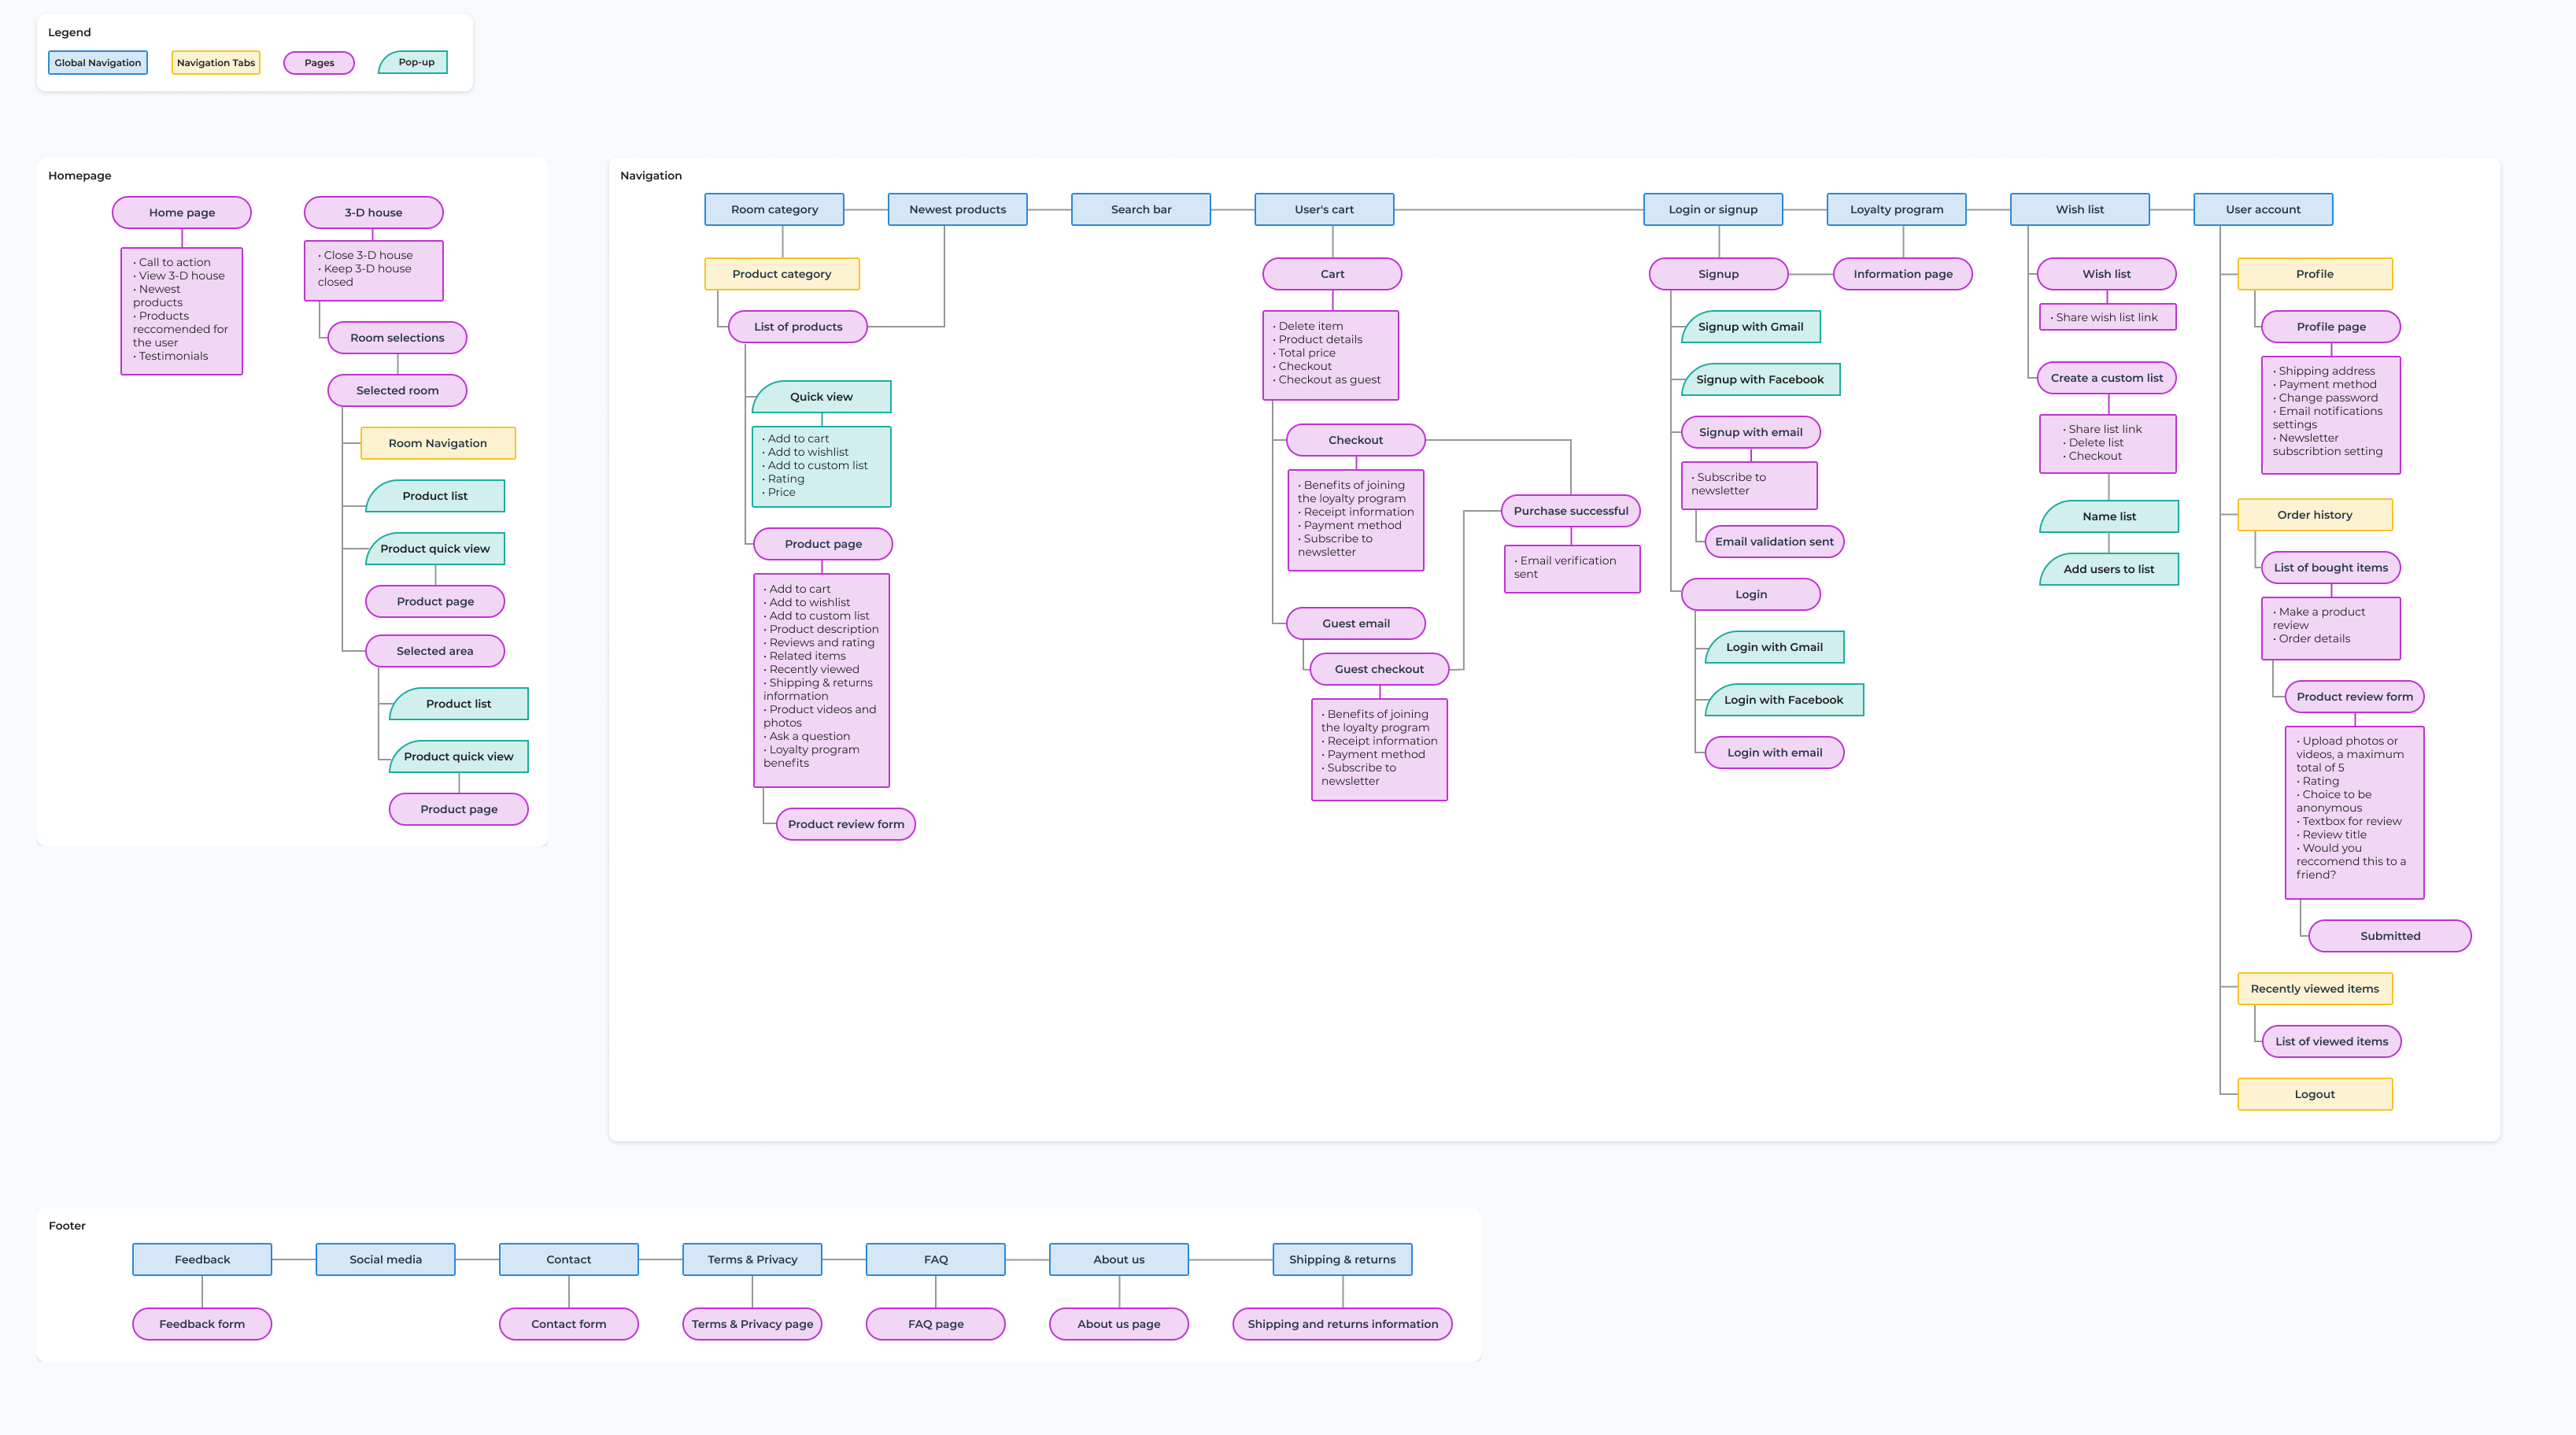 Legend
Global Navigation
Navigation Tabs
Pages
Pop-up
Homepage
Home page
• Call to action
• View 3-D house
• Newest
products
• Products
reccomended for
the user
• Testimonials
3-D house
• Close 3-D house
• Keep 3-D house
closed
Room selections
Selected room
Room Navigation
Product list
Product quick view
Product page
Selected area
Product list
Product quick view
Product page
Navigation
Room category
Newest products
Search bar
User's cart
Login or signup
Loyalty program
Wish list
User account
Product category
List of products
Quick view
• Add to cart
• Add to wishlist
• Add to custom list
• Rating
• Price
Product page
• Add to cart
• Add to wishlist
• Add to custom list
• Product description
• Reviews and rating
• Related items
• Recently viewed
• Shipping & returns
information
• Product videos and
photos
• Ask a question
• Loyalty program
benefits
Product review form
Cart
• Delete item
• Product details
• Total price
• Checkout
• Checkout as guest
Checkout
• Benefits of joining
the loyalty program
• Receipt information
• Payment method
• Subscribe to
newsletter
Guest email
Guest checkout
• Benefits of joining
the loyalty program
• Receipt information
• Payment method
• Subscribe to
newsletter
Purchase successful
• Email verification
sent
Signup
Information page
Signup with Gmail
Signup with Facebook
Signup with email
• Subscribe to
newsletter
Email validation sent
Login
Login with Gmail
Login with Facebook
Login with email
Wish list
• Share wish list link
Create a custom list
• Share list link
• Delete list
• Checkout
Name list
Add users to list
Profile
Profile page
• Shipping address
• Payment method
• Change password
• Email notifications
settings
• Newsletter
subscribtion setting
Order history
List of bought items
• Make a product
review
• Order details
Product review form
• Upload photos or
videos, a maximum
total of 5
• Rating
• Choice to be
anonymous
• Textbox for review
• Review title
• Would you
reccomend this to a
friend?
Submitted
Recently viewed items
List of viewed items
Logout
Footer
Feedback
Social media
Contact
Terms & Privacy
FAQ
About us
Shipping & returns
Feedback form
Contact form
Terms & Privacy page
FAQ page
About us page
Shipping and returns information